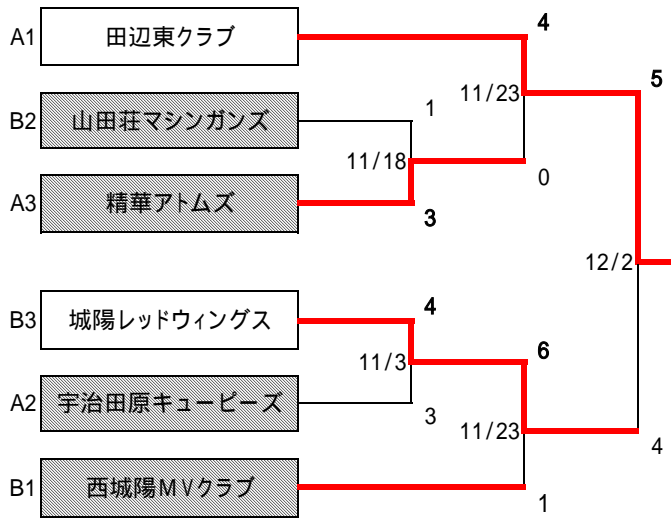 4
A1 田辺東クラブ
5
11/23
B2 山田荘マシンガンズ 1
11/18
0
A3 精華アトムズ
3
12/2
B3 城陽レッドウィングス 4
6
11/3
A2 宇治田原キューピーズ
3
11/23
4
B1 西城陽MVクラブ
1